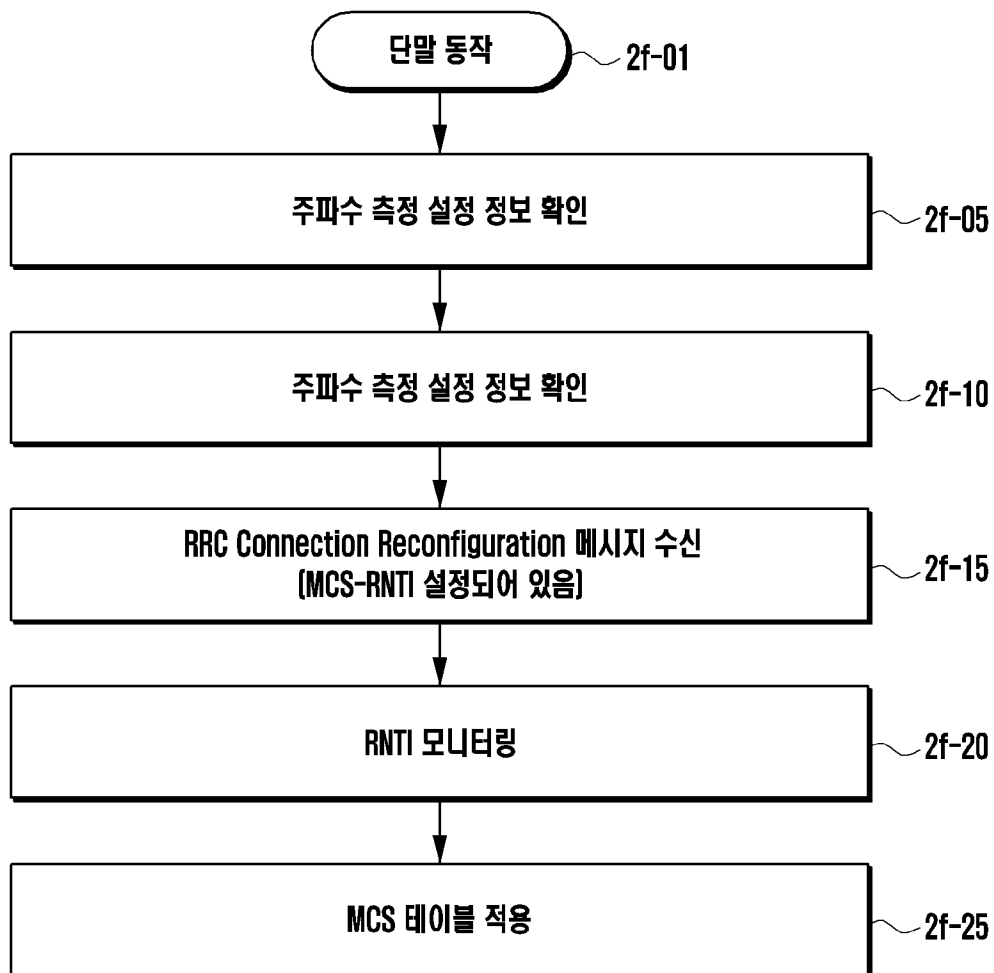 단말 동작
2f-01
주파수 측정 설정 정보 확인
2f-05
주파수 측정 설정 정보 확인
2f-10
RRC Connection Reconfiguration 메시지 수신
(MCS-RNTI 설정되어 있음)
2f-15
RNTI 모니터링
2f-20
MCS 테이블 적용
2f-25